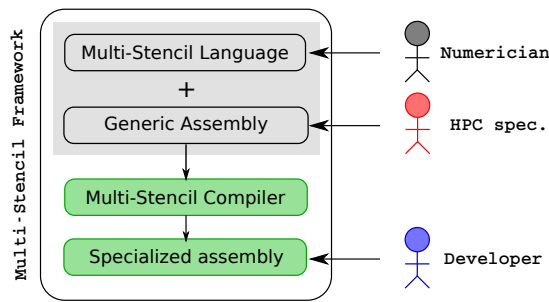 Multi-Stencil Framework
Multi-Stencil Language
Numerician
+
Generic Assembly
HPC spec.
Multi-Stencil Compiler
Specialized assembly
Developer